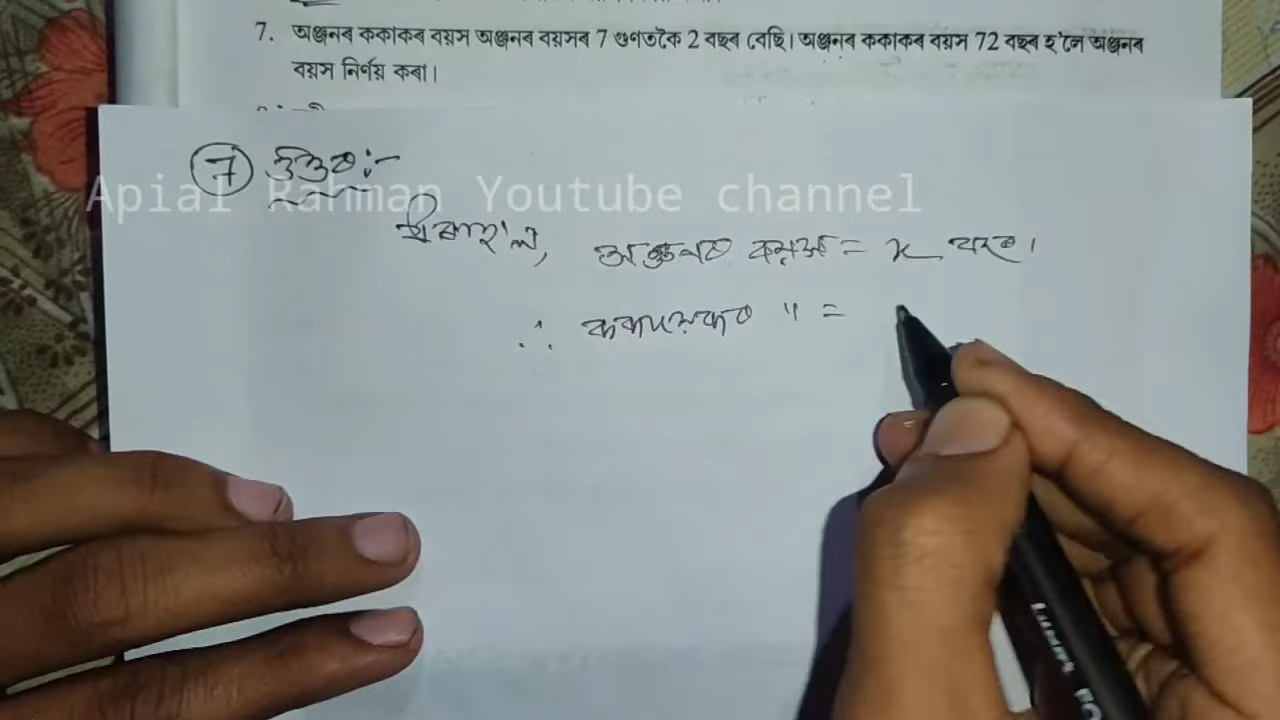 7. অঞ্জনৰ ককাকৰ বয়স অঞ্জনৰ বয়সৰ 7 গুণতকৈ 2 বছৰ বেছি। অঞ্জনৰ ককাকৰ বয়স 72 বছৰ হ'লে অঞ্জনৰ
বয়স নিৰ্ণয় কৰা।
7 উত্তৰ :-
Apial Rahman Youtube channel
ধৰাহ'ল, অঞ্জনৰ বয়স = x বছৰ।
∴ ককাদেকৰ " =
LUXOR